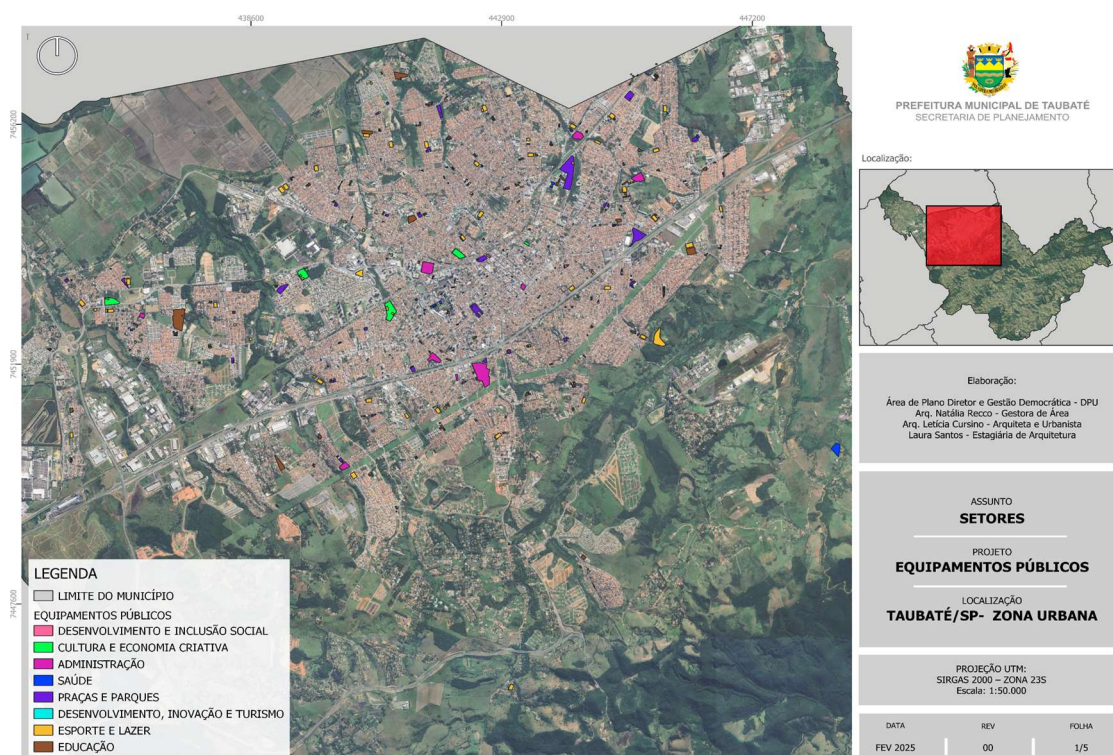 438600
442900
447200
7456200
7451900
7447600
LEGENDA
LIMITE DO MUNICÍPIO
EQUIPAMENTOS PÚBLICOS
DESENVOLVIMENTO E INCLUSÃO SOCIAL
CULTURA E ECONOMIA CRIATIVA
ADMINISTRAÇÃO
SAÚDE
PRAÇAS E PARQUES
DESENVOLVIMENTO, INOVAÇÃO E TURISMO
ESPORTE E LAZER
EDUCAÇÃO
PREFEITURA MUNICIPAL DE TAUBATÉ
SECRETARIA DE PLANEJAMENTO
Localização:
Elaboração:
Área de Plano Diretor e Gestão Democrática - DPU
Arq. Natália Recco - Gestora de Área
Arq. Letícia Cursino - Arquiteta e Urbanista
Laura Santos - Estagiária de Arquitetura
ASSUNTO
SETORES
PROJETO
EQUIPAMENTOS PÚBLICOS
LOCALIZAÇÃO
TAUBATÉ/SP- ZONA URBANA
PROJEÇÃO UTM:
SIRGAS 2000 – ZONA 23S
Escala: 1:50.000
DATA REV FOLHA
FEV 2025 00 1/5